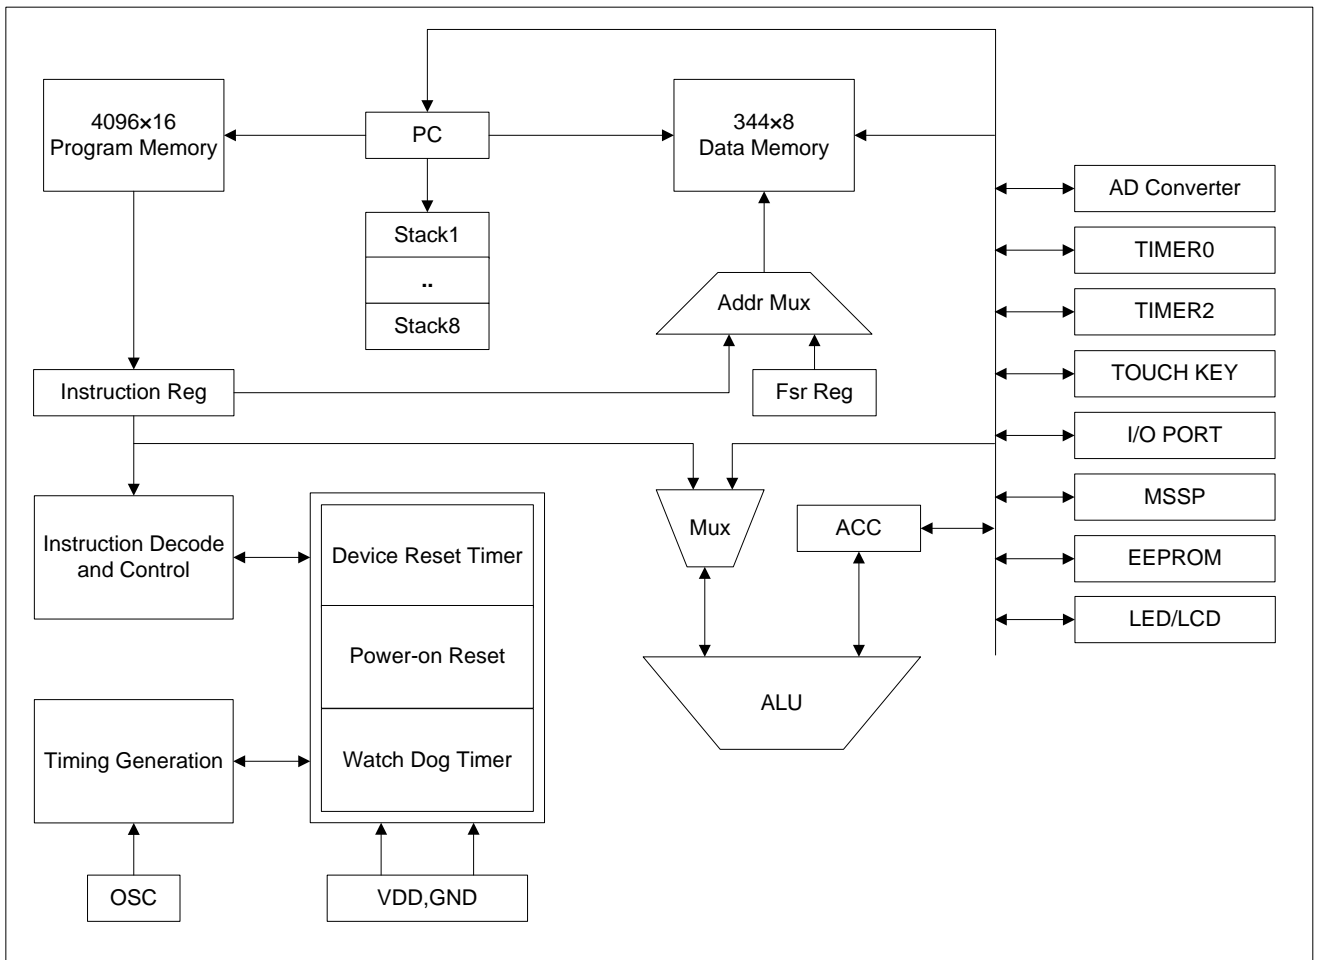 4096×16
Program Memory
PC
344×8
Data Memory
AD Converter
Stack1
TIMER0
..
Addr Mux
TIMER2
Stack8
TOUCH KEY
Instruction Reg
Fsr Reg
I/O PORT
MSSP
Mux
ACC
Instruction Decode
and Control
Device Reset Timer
EEPROM
LED/LCD
Power-on Reset
ALU
Timing Generation
Watch Dog Timer
OSC
VDD,GND